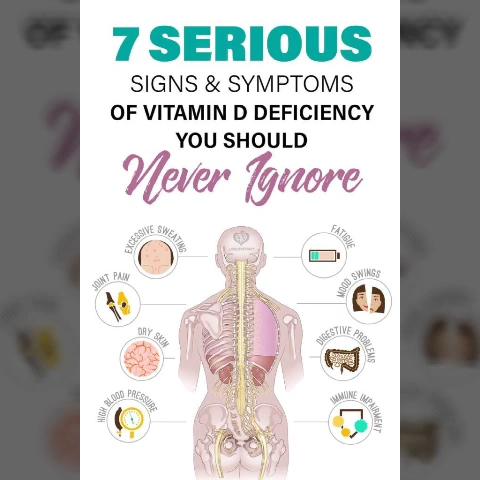 7 SERIOUS
SIGNS & SYMPTOMS
OF VITAMIN D DEFICIENCY
YOU SHOULD
Never Ignore
EXCESSIVE SWEATING
FATIGUE
JOINT PAIN
MOOD SWINGS
DRY SKIN
DIGESTIVE PROBLEMS
HIGH BLOOD PRESSURE
IMMUNE IMPAIRMENT